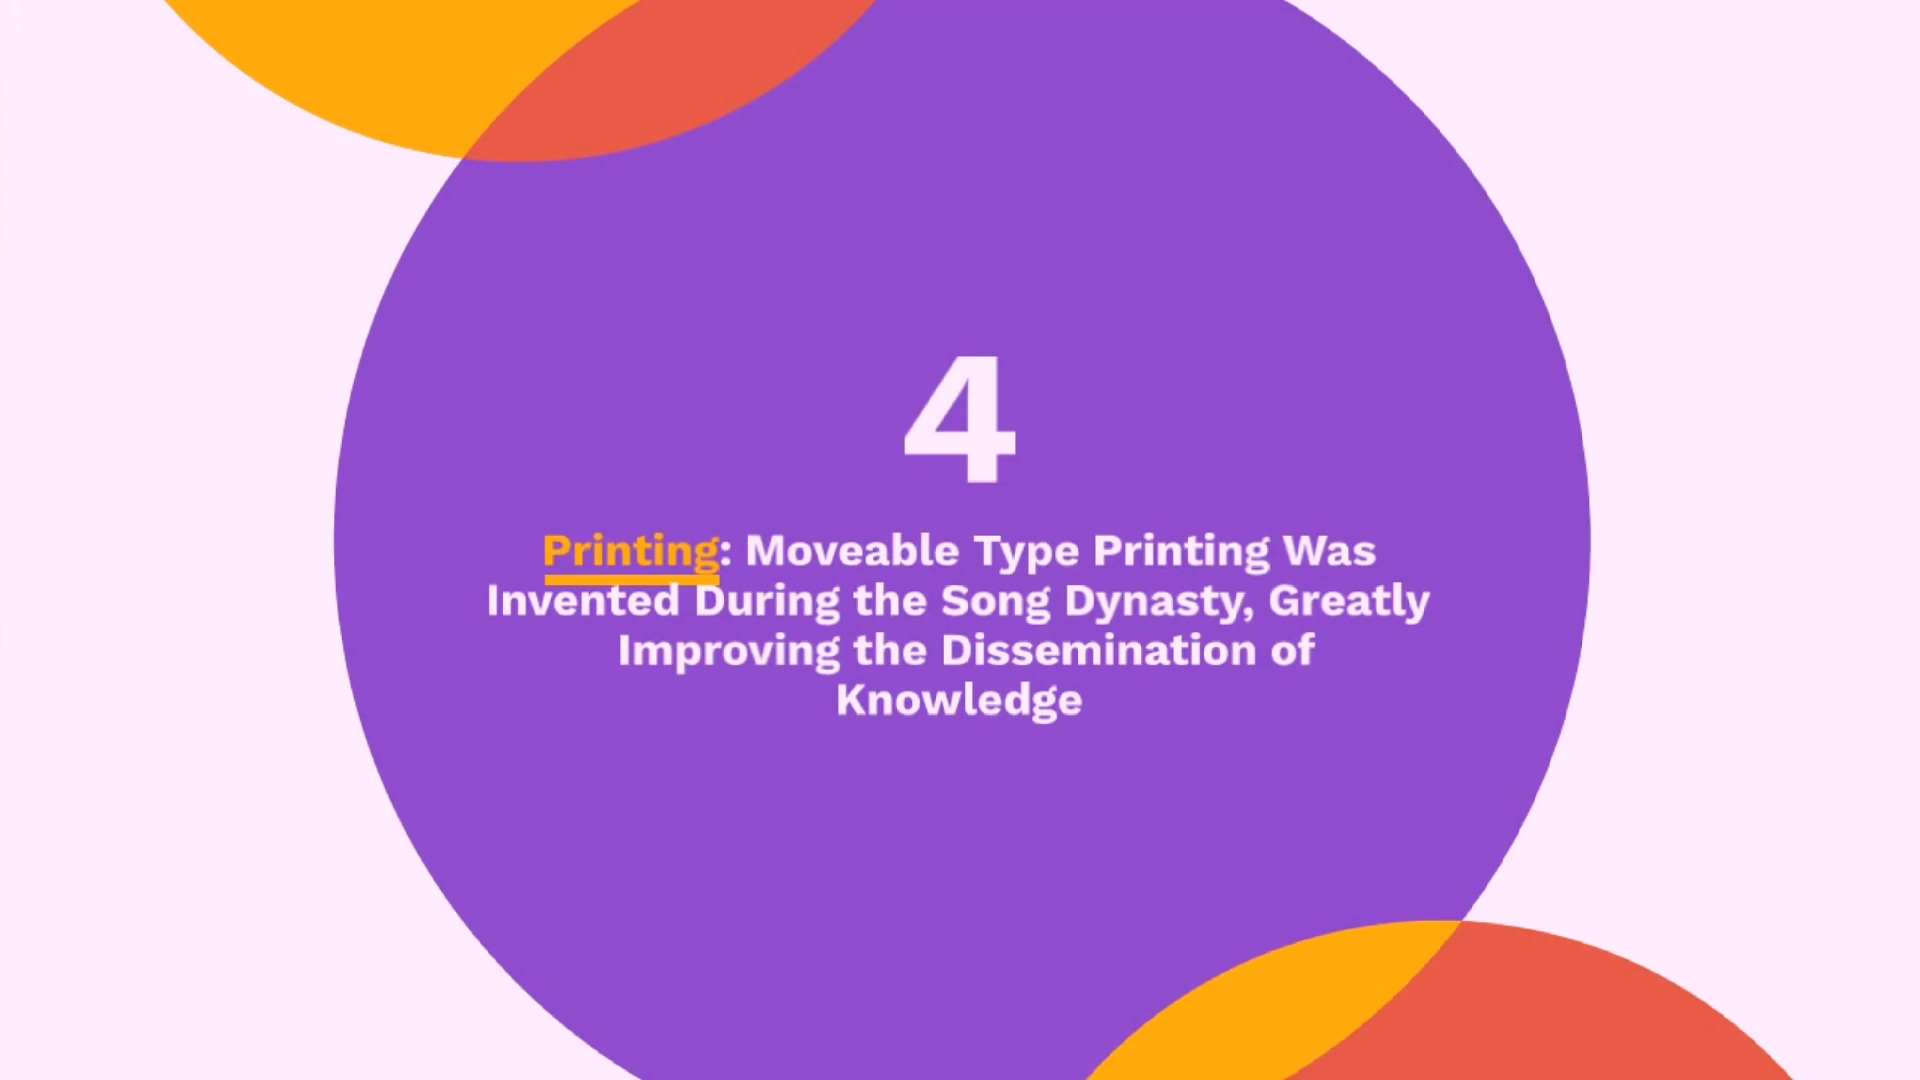 4
Printing: Moveable Type Printing Was
Invented During the Song Dynasty, Greatly
Improving the Dissemination of
Knowledge